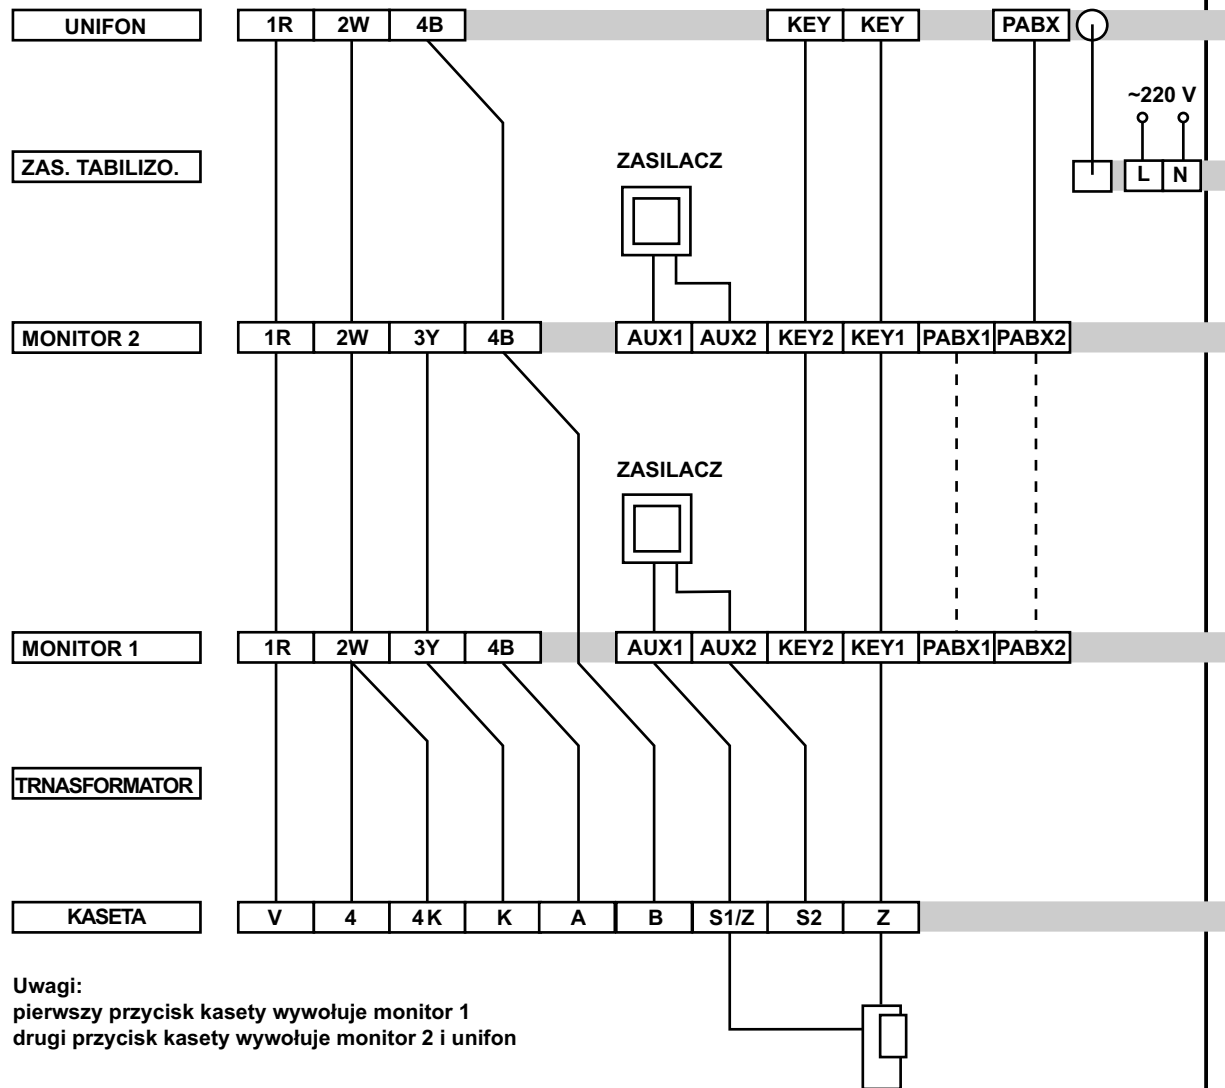 UNIFON 1R 2W 4B KEY KEY PABX
~220 V
ZAS. TABILIZO. ZASILACZ L N
MONITOR 2 1R 2W 3Y 4B AUX1 AUX2 KEY2 KEY1 PABX1 PABX2
ZASILACZ
MONITOR 1 1R 2W 3Y 4B AUX1 AUX2 KEY2 KEY1 PABX1 PABX2
TRNASFORMATOR
KASETA V 4 4K K A B S1/Z S2 Z
Uwagi:
pierwszy przycisk kasety wywołuje monitor 1
drugi przycisk kasety wywołuje monitor 2 i unifon